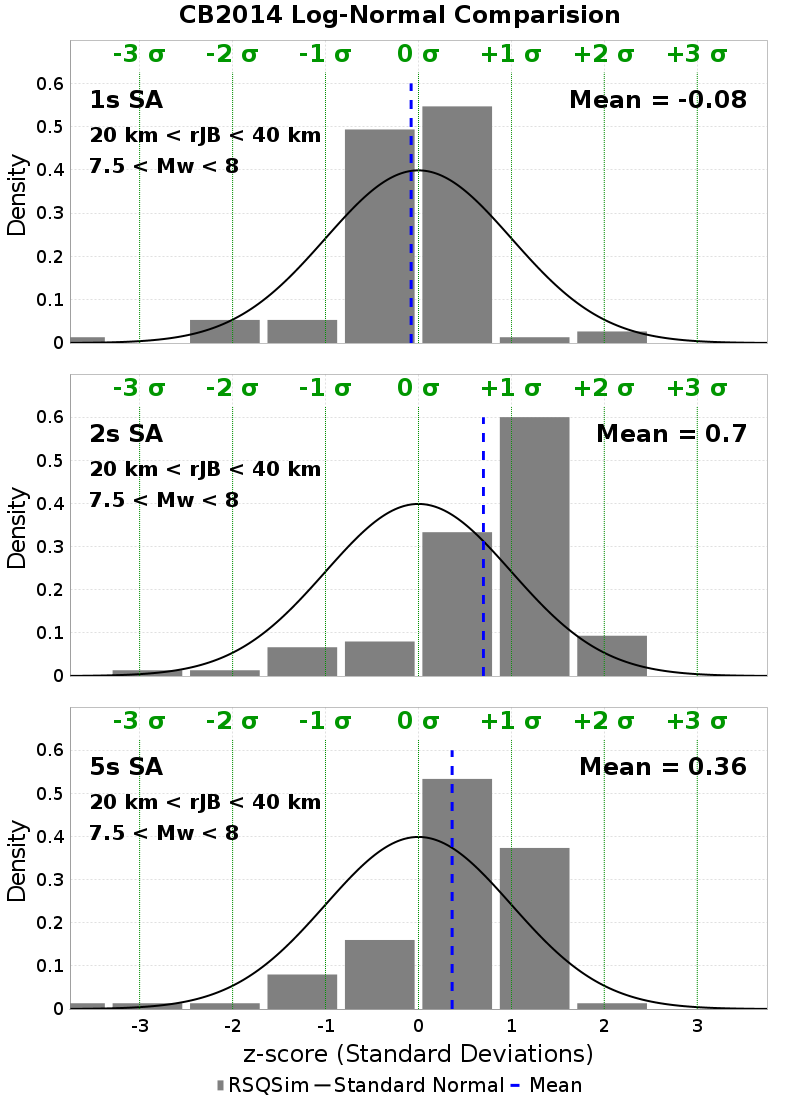 CB2014 Log-Normal Comparision
-3 σ -2 σ -1 σ 0 σ +1 σ +2 σ +3 σ
1s SA Mean = -0.08
20 km < rJB < 40 km
7.5 < Mw < 8
0.6
0.5
0.4
0.3
0.2
0.1
0
Density
-3 σ -2 σ -1 σ 0 σ +1 σ +2 σ +3 σ
2s SA Mean = 0.7
20 km < rJB < 40 km
7.5 < Mw < 8
0.6
0.5
0.4
0.3
0.2
0.1
0
Density
-3 σ -2 σ -1 σ 0 σ +1 σ +2 σ +3 σ
5s SA Mean = 0.36
20 km < rJB < 40 km
7.5 < Mw < 8
0.6
0.5
0.4
0.3
0.2
0.1
0
Density
-3 -2 -1 0 1 2 3
z-score (Standard Deviations)
RSQSim Standard Normal Mean